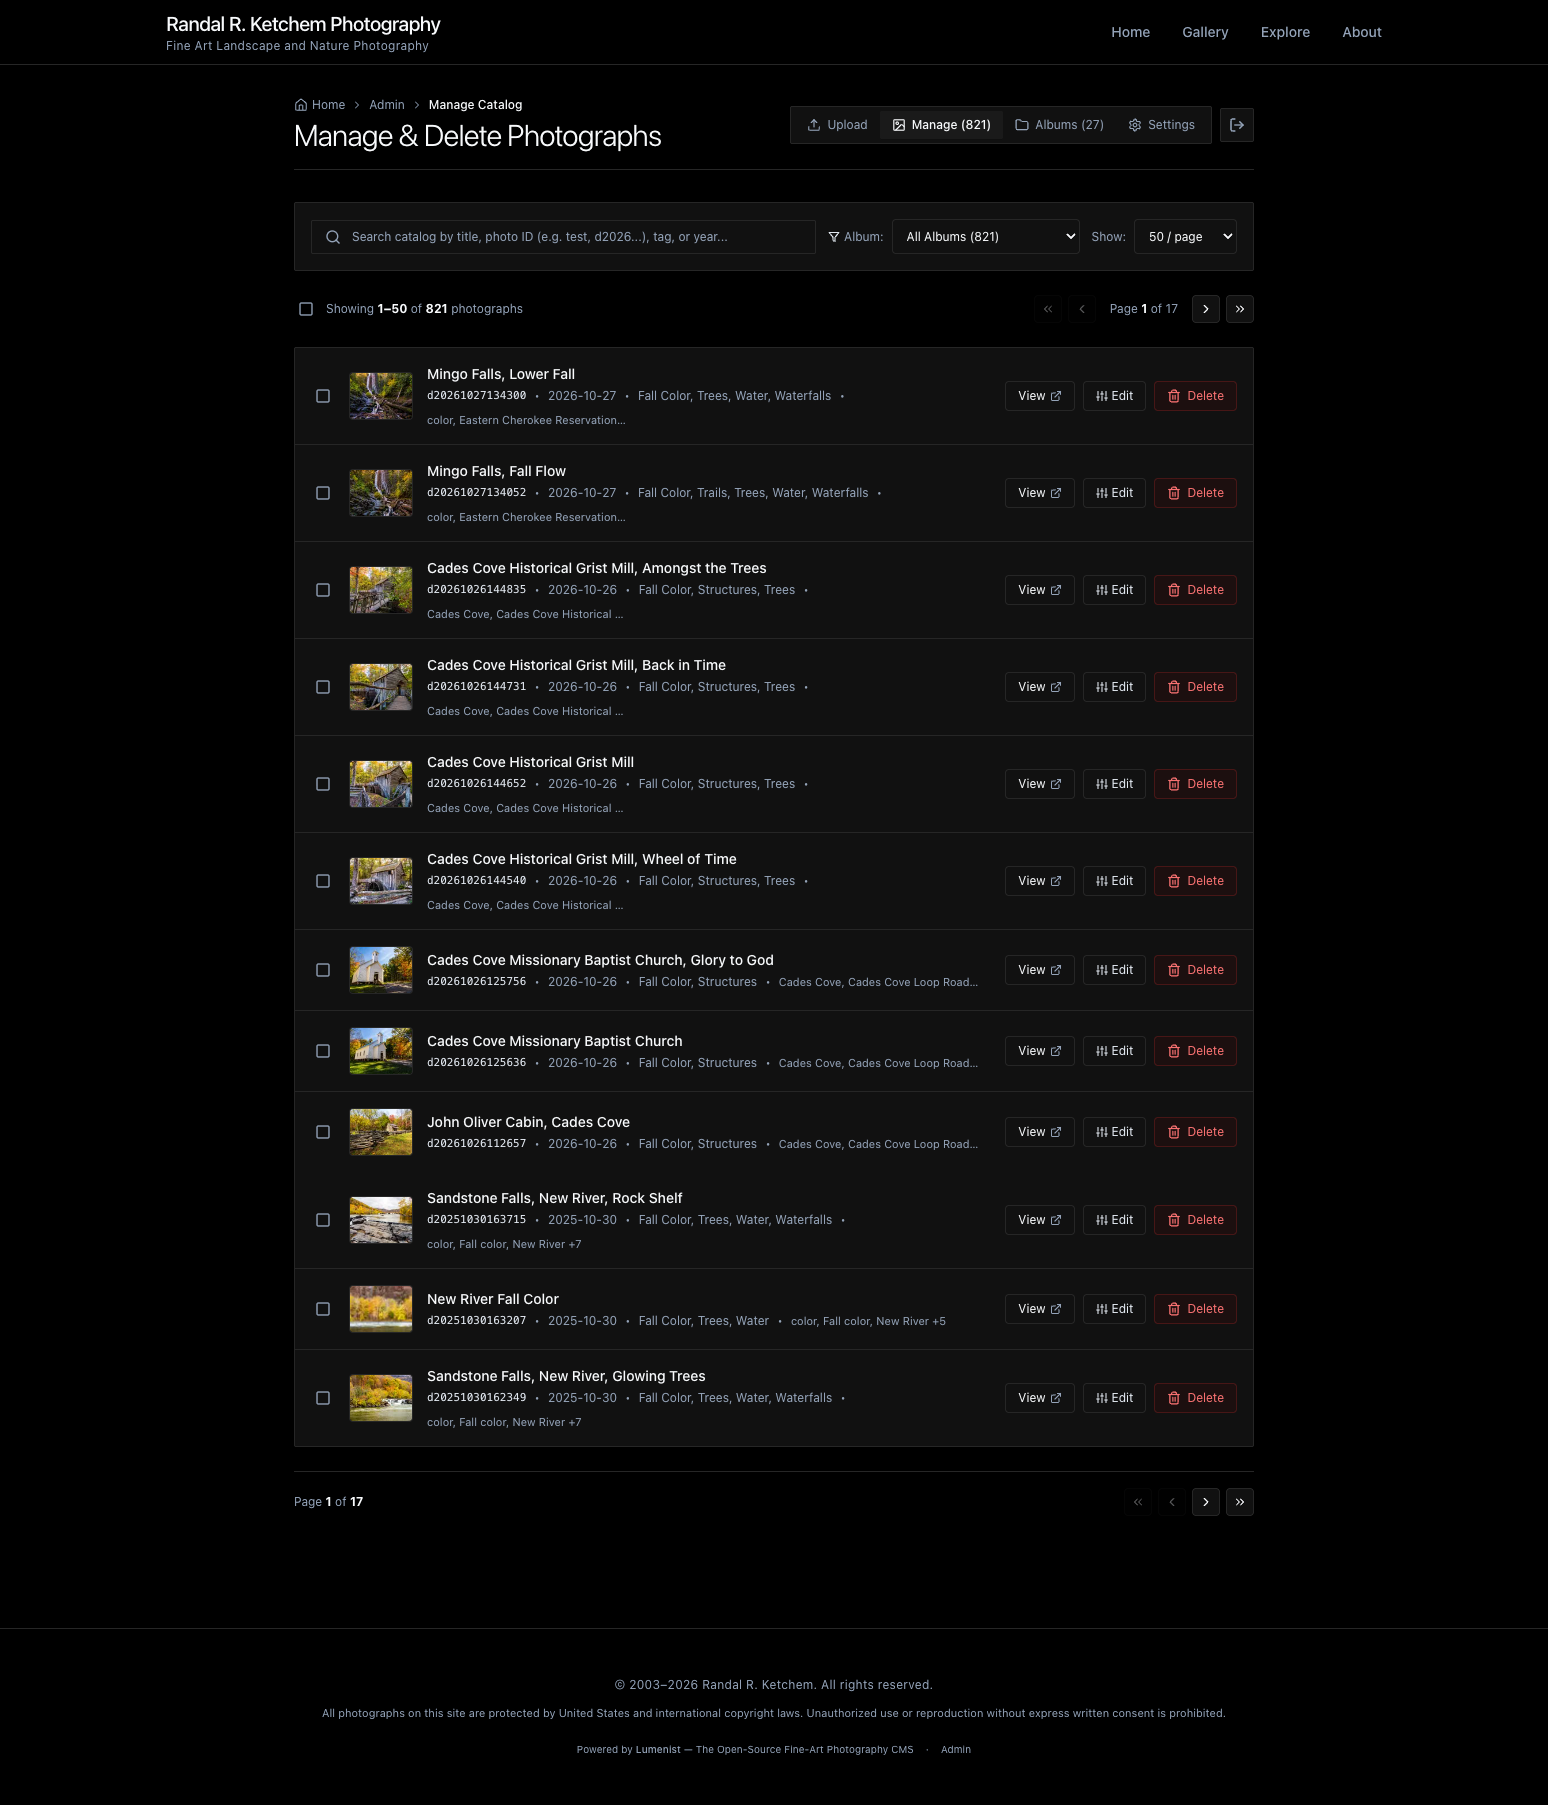 Randal R. Ketchem Photography
Fine Art Landscape and Nature Photography
Home Gallery Explore About
Home > Admin > Manage Catalog
Manage & Delete Photographs
Upload Manage (821) Albums (27) Settings
Search catalog by title, photo ID (e.g. test, d2026...), tag, or year...
Album: All Albums (821) Show: 50 / page
Showing 1–50 of 821 photographs
« ‹ Page 1 of 17 › »
Mingo Falls, Lower Fall
d20261027134300 • 2026-10-27 • Fall Color, Trees, Water, Waterfalls •
color, Eastern Cherokee Reservation...
View Edit Delete
Mingo Falls, Fall Flow
d20261027134052 • 2026-10-27 • Fall Color, Trails, Trees, Water, Waterfalls •
color, Eastern Cherokee Reservation...
View Edit Delete
Cades Cove Historical Grist Mill, Amongst the Trees
d20261026144835 • 2026-10-26 • Fall Color, Structures, Trees •
Cades Cove, Cades Cove Historical ...
View Edit Delete
Cades Cove Historical Grist Mill, Back in Time
d20261026144731 • 2026-10-26 • Fall Color, Structures, Trees •
Cades Cove, Cades Cove Historical ...
View Edit Delete
Cades Cove Historical Grist Mill
d20261026144652 • 2026-10-26 • Fall Color, Structures, Trees •
Cades Cove, Cades Cove Historical ...
View Edit Delete
Cades Cove Historical Grist Mill, Wheel of Time
d20261026144540 • 2026-10-26 • Fall Color, Structures, Trees •
Cades Cove, Cades Cove Historical ...
View Edit Delete
Cades Cove Missionary Baptist Church, Glory to God
d20261026125756 • 2026-10-26 • Fall Color, Structures • Cades Cove, Cades Cove Loop Road...
View Edit Delete
Cades Cove Missionary Baptist Church
d20261026125636 • 2026-10-26 • Fall Color, Structures • Cades Cove, Cades Cove Loop Road...
View Edit Delete
John Oliver Cabin, Cades Cove
d20261026112657 • 2026-10-26 • Fall Color, Structures • Cades Cove, Cades Cove Loop Road...
View Edit Delete
Sandstone Falls, New River, Rock Shelf
d20251030163715 • 2025-10-30 • Fall Color, Trees, Water, Waterfalls •
color, Fall color, New River +7
View Edit Delete
New River Fall Color
d20251030163207 • 2025-10-30 • Fall Color, Trees, Water • color, Fall color, New River +5
View Edit Delete
Sandstone Falls, New River, Glowing Trees
d20251030162349 • 2025-10-30 • Fall Color, Trees, Water, Waterfalls •
color, Fall color, New River +7
View Edit Delete
Page 1 of 17 « ‹ › »
© 2003–2026 Randal R. Ketchem. All rights reserved.
All photographs on this site are protected by United States and international copyright laws. Unauthorized use or reproduction without express written consent is prohibited.
Powered by Lumenist — The Open-Source Fine-Art Photography CMS · Admin